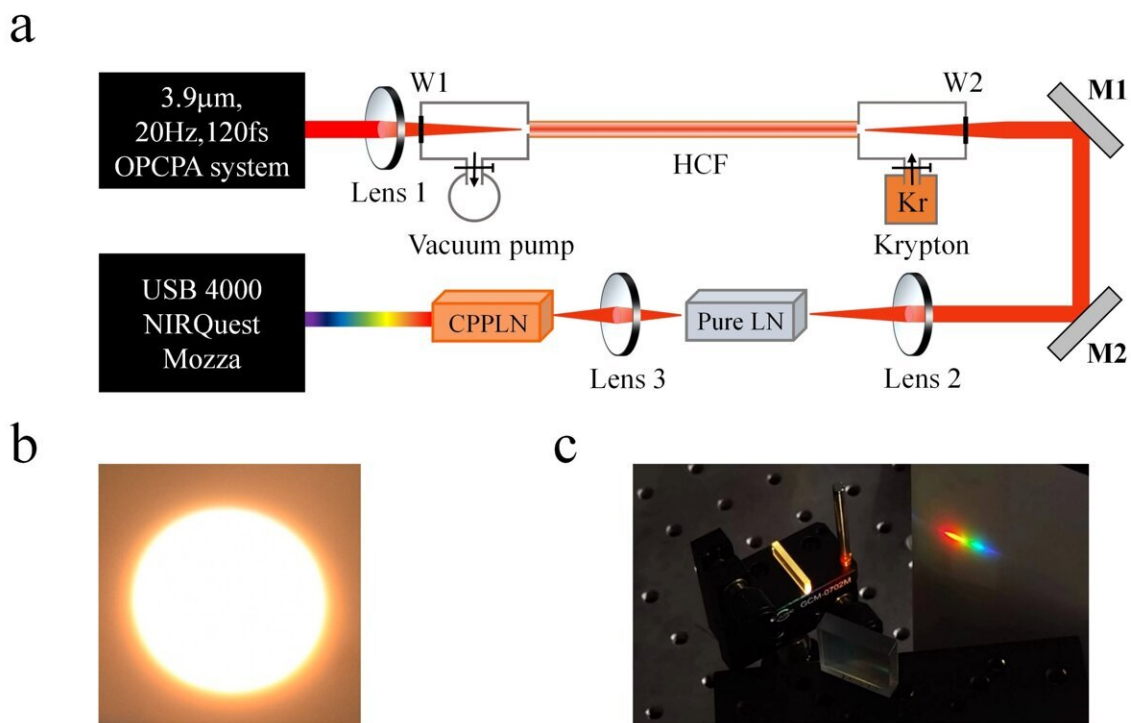 a
3.9μm,
20Hz,120fs
OPCPA system
Lens 1
W1
Vacuum pump
HCF
W2
Kr
Krypton
M1
M2
USB 4000
NIRQuest
Mozza
CPPLN
Lens 3
Pure LN
Lens 2
b
c
GCM-0702M